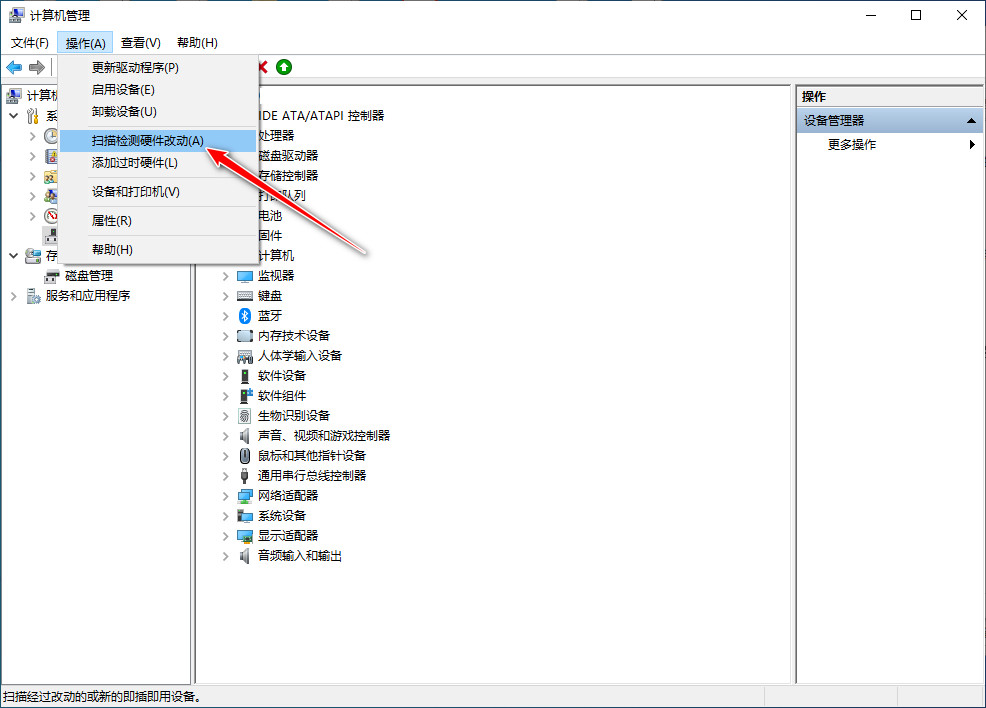 计算机管理
文件(F) 操作(A) 查看(V) 帮助(H)
更新驱动程序(P)
启用设备(E)
卸载设备(U)
扫描检测硬件改动(A)
添加过时硬件(L)
设备和打印机(V)
属性(R)
帮助(H)
计算机
系
存
磁盘管理
服务和应用程序
IDE ATA/ATAPI 控制器
处理器
磁盘驱动器
存储控制器
打印队列
电池
固件
计算机
监视器
键盘
蓝牙
内存技术设备
人体学输入设备
软件设备
软件组件
生物识别设备
声音、视频和游戏控制器
鼠标和其他指针设备
通用串行总线控制器
网络适配器
系统设备
显示适配器
音频输入和输出
操作
设备管理器
更多操作
扫描经过改动的或新的即插即用设备。